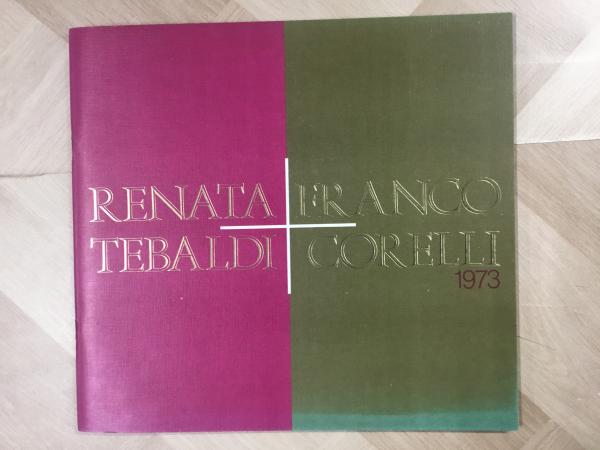 RENATA FRANCO
TEBALDI CORELLI
1973